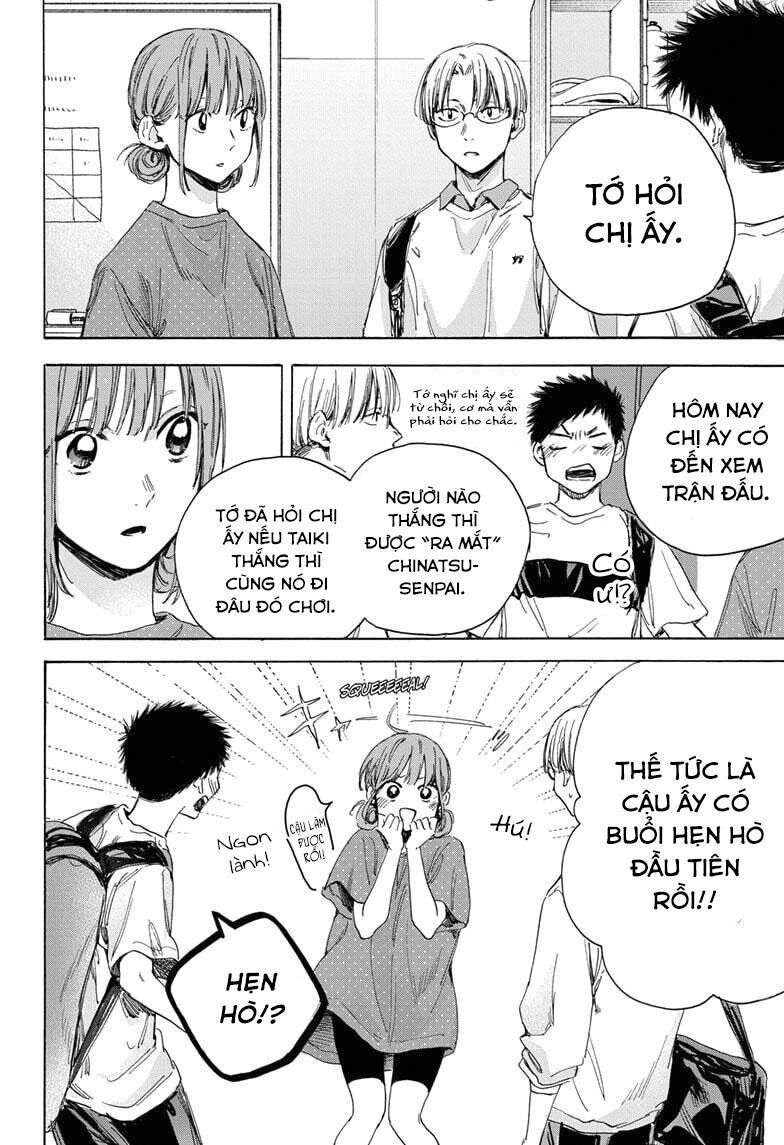 TỚ HỎI
CHỊ ẤY.
HÔM NAY
CHỊ ẤY CÓ
ĐẾN XEM
TRẬN ĐẤU.
CÓ
Ư!?
Tớ nghĩ chị ấy sẽ
từ chối, cơ mà vẫn
phải hỏi cho chắc.
NGƯỜI NÀO
THẮNG THÌ
ĐƯỢC “RA MẮT”
CHINATSU-
SENPAI.
TỚ ĐÃ HỎI CHỊ
ẤY NẾU TAIKI
THẮNG THÌ
CÙNG NÓ ĐI
ĐÂU ĐÓ CHƠI.
THẾ TỨC LÀ
CẬU ẤY CÓ
BUỔI HẸN HÒ
ĐẦU TIÊN
RỒI!!
SQUEEEEEEAL!
Hú!
CẬU LÀM
ĐƯỢC
RỒI!
Ngon
lành!
HẸN
HÒ!?